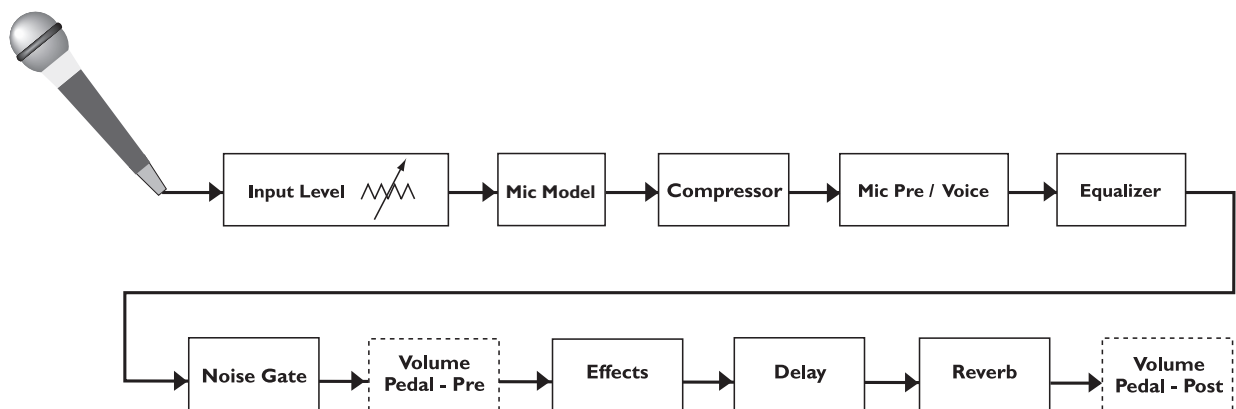 Input Level
Mic Model
Compressor
Mic Pre / Voice
Equalizer
Noise Gate
Volume
Pedal - Pre
Effects
Delay
Reverb
Volume
Pedal - Post